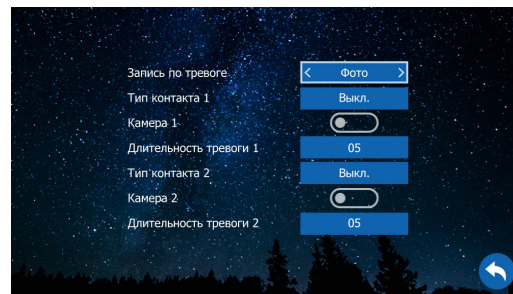 Запись по тревоге < Фото >
Тип контакта 1 Выкл.
Камера 1
Длительность тревоги 1 05
Тип контакта 2 Выкл.
Камера 2
Длительность тревоги 2 05